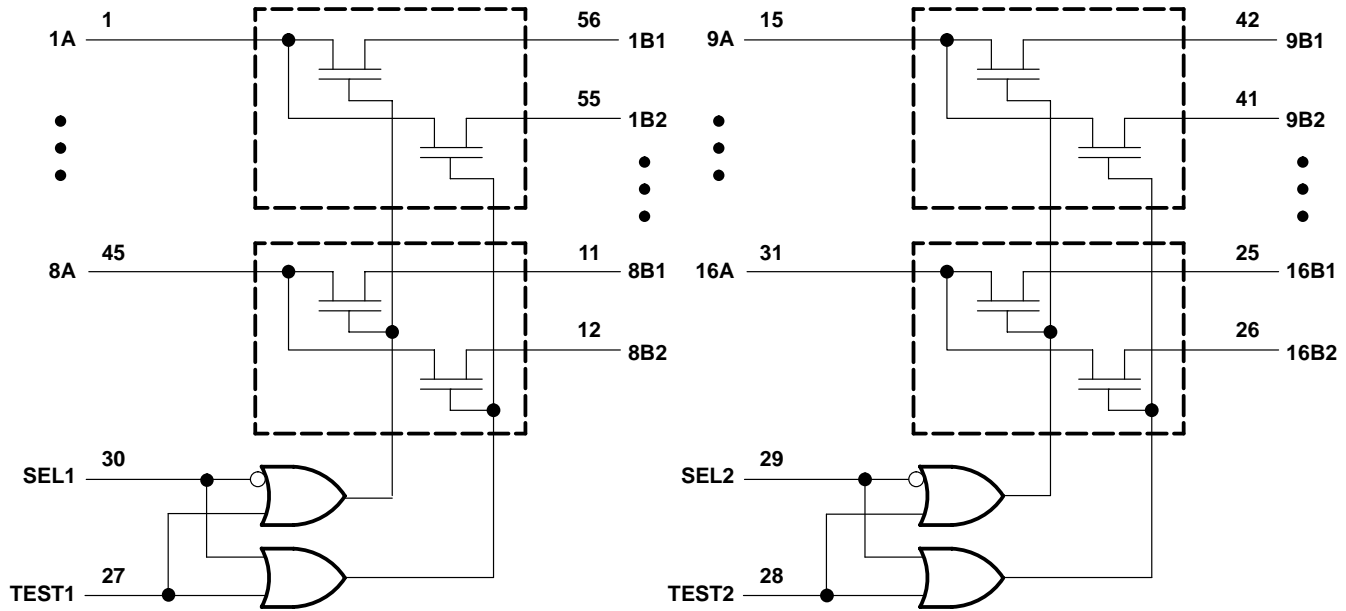 1A 1 56 1B1
55 1B2
8A 45 11 8B1
12 8B2
SEL1 30
TEST1 27
9A 15 42 9B1
41 9B2
16A 31 25 16B1
26 16B2
SEL2 29
TEST2 28